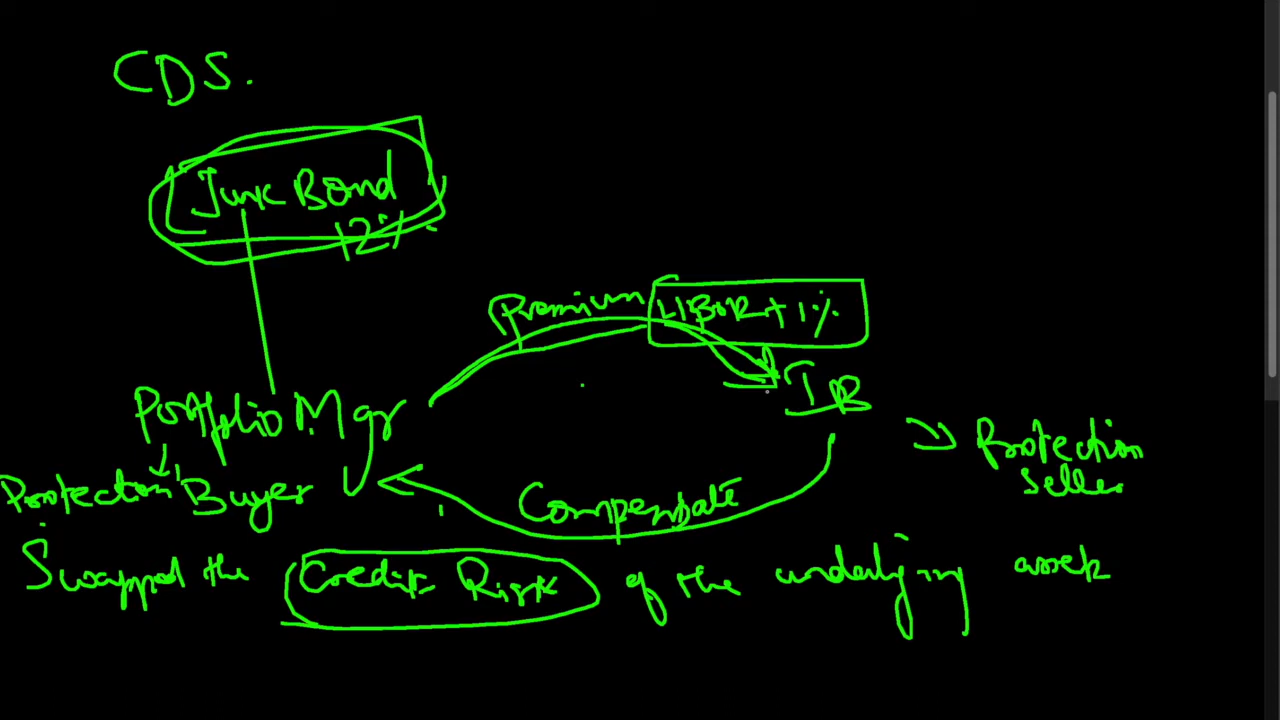 CDS.
Junk Bond
12%.
Premium LIBOR + 1%
Portfolio Mgr
Protection Seller
Protection Buyer
Compensate
Swapped the Credit Risk of the underlying asset